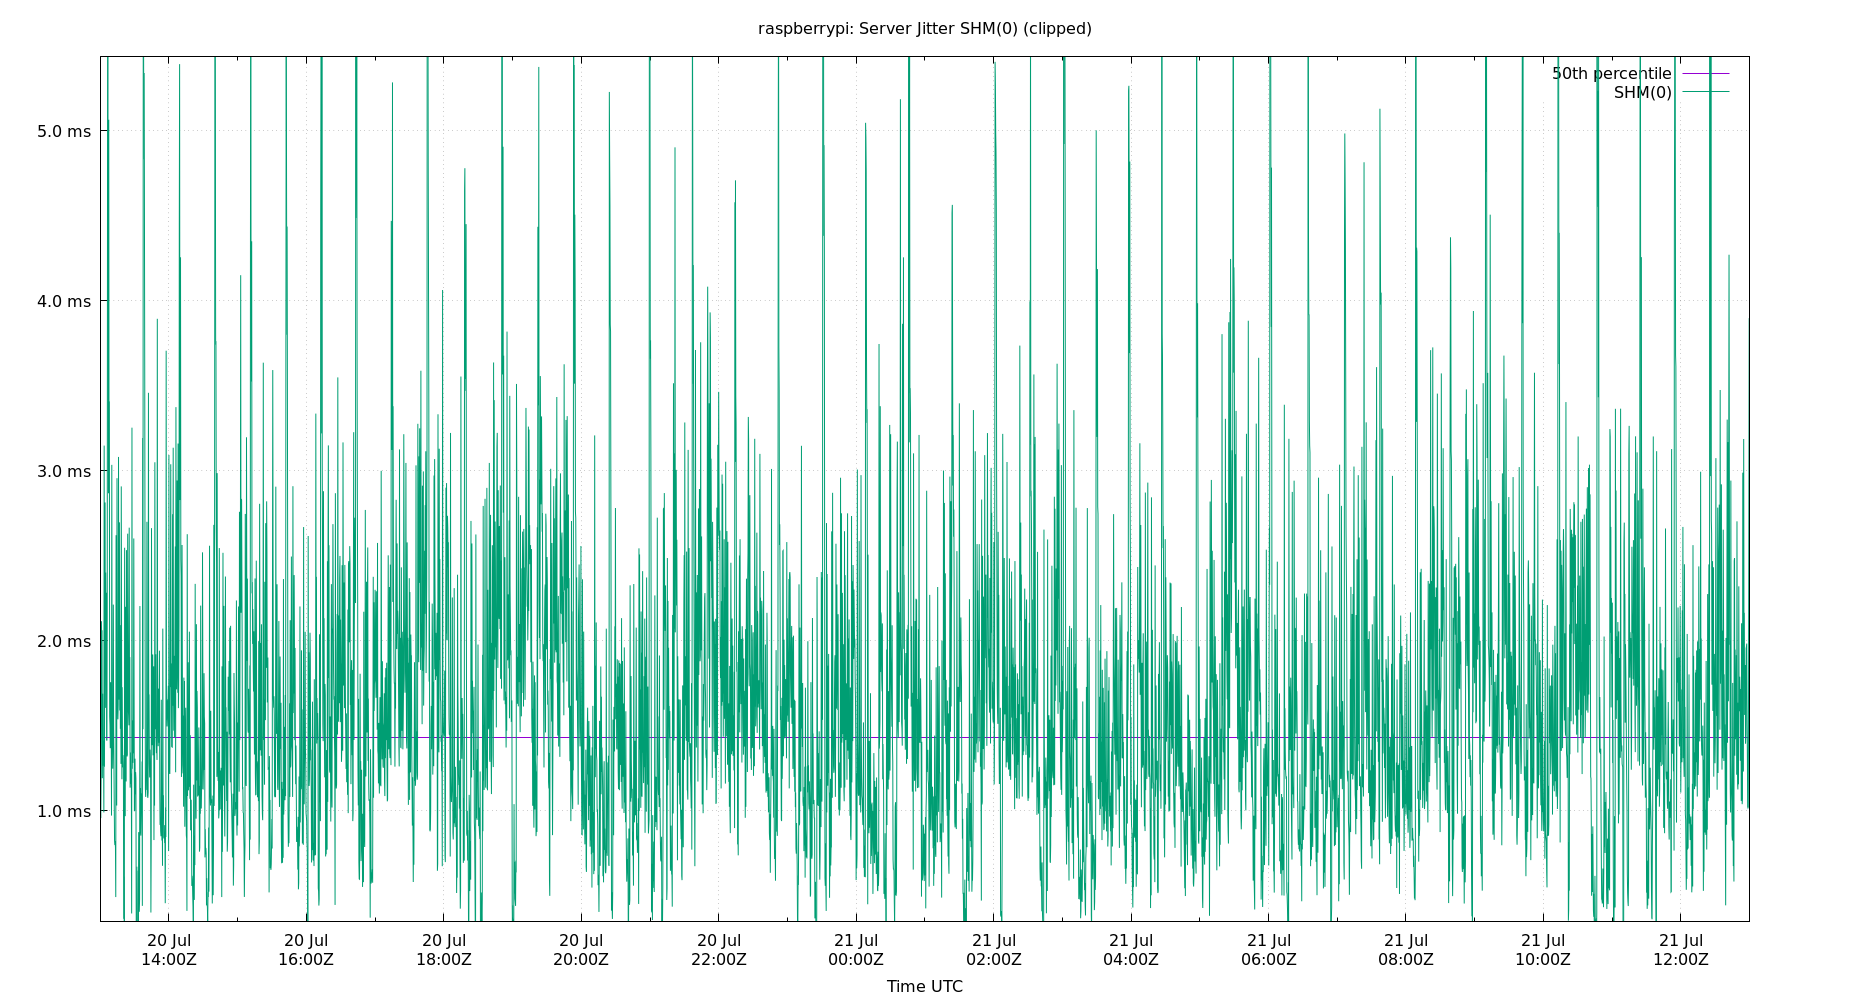 raspberrypi: Server Jitter SHM(0) (clipped)
50th percentile
SHM(0)
5.0 ms
4.0 ms
3.0 ms
2.0 ms
1.0 ms
20 Jul 20 Jul 20 Jul 20 Jul 20 Jul 21 Jul 21 Jul 21 Jul 21 Jul 21 Jul 21 Jul 21 Jul
14:00Z 16:00Z 18:00Z 20:00Z 22:00Z 00:00Z 02:00Z 04:00Z 06:00Z 08:00Z 10:00Z 12:00Z
Time UTC